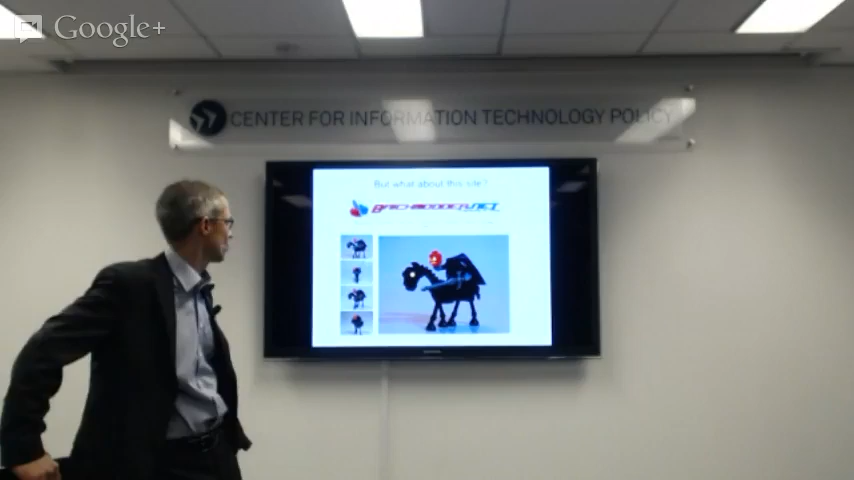 Google+
CENTER FOR INFORMATION TECHNOLOGY POLICY
But what about this site?